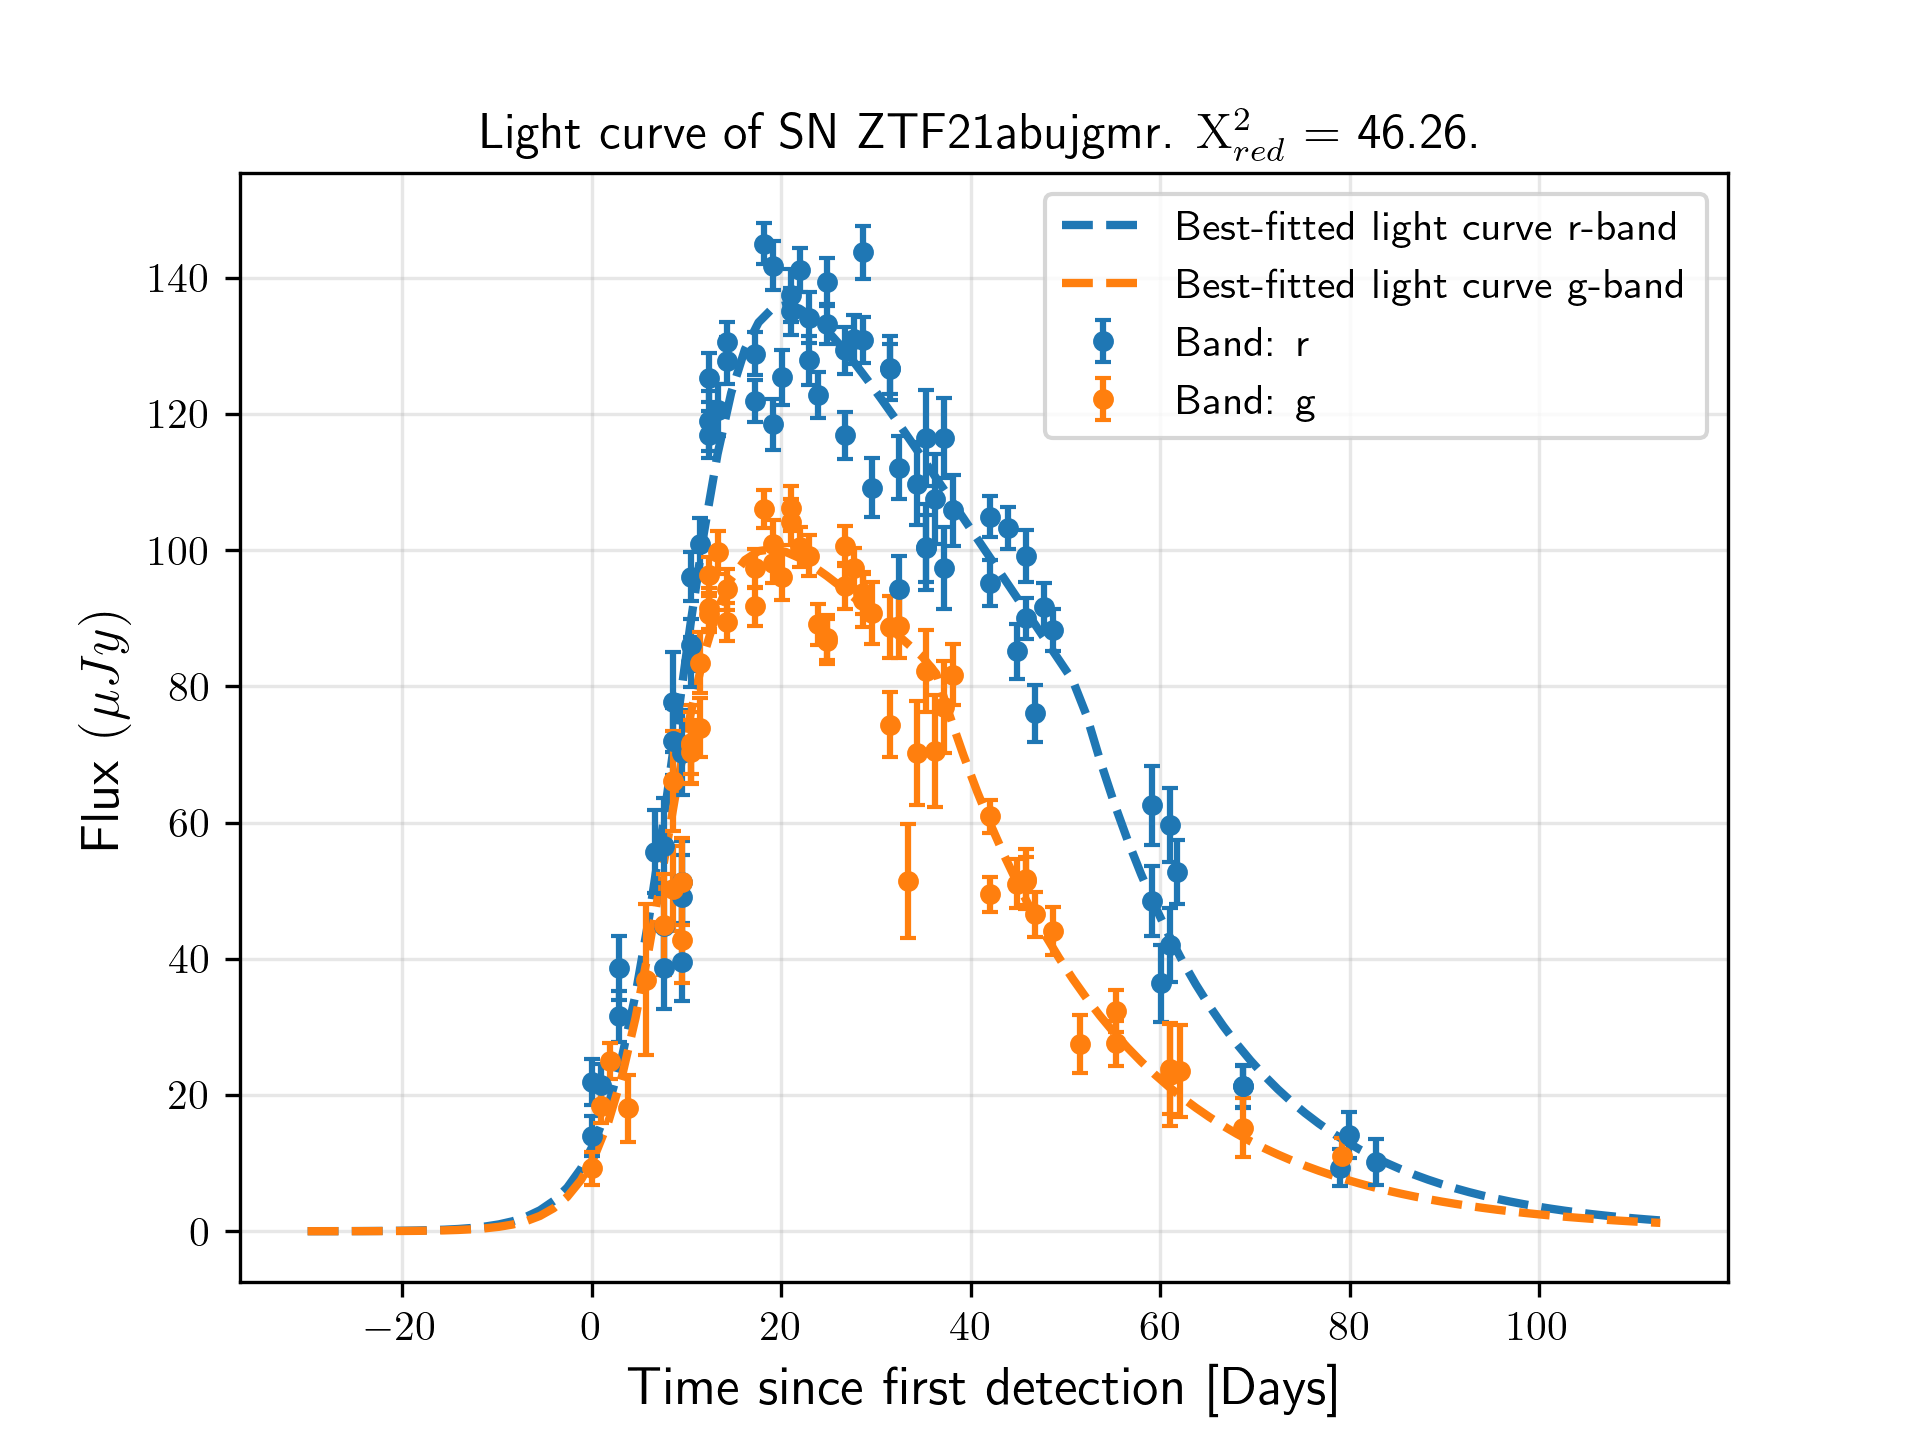 Light curve of SN ZTF21abujgmr. X²_red = 46.26.
Best-fitted light curve r-band
Best-fitted light curve g-band
Band: r
Band: g
140
120
100
80
60
40
20
0
Flux (μJy)
−20 0 20 40 60 80 100
Time since first detection [Days]